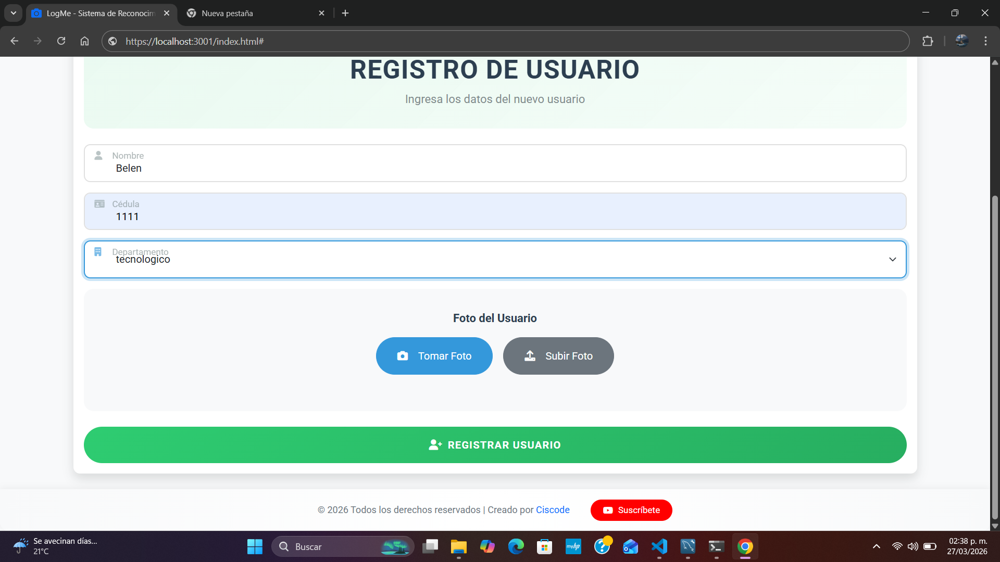 LogMe - Sistema de Reconocim
Nueva pestaña
https://localhost:3001/index.html#
REGISTRO DE USUARIO
Ingresa los datos del nuevo usuario
Nombre
Belen
Cédula
1111
Departamento
tecnologico
Foto del Usuario
Tomar Foto
Subir Foto
REGISTRAR USUARIO
© 2026 Todos los derechos reservados | Creado por Ciscode
Suscríbete
Se avecinan días...
21°C
Buscar
myhp
02:38 p. m.
27/03/2026